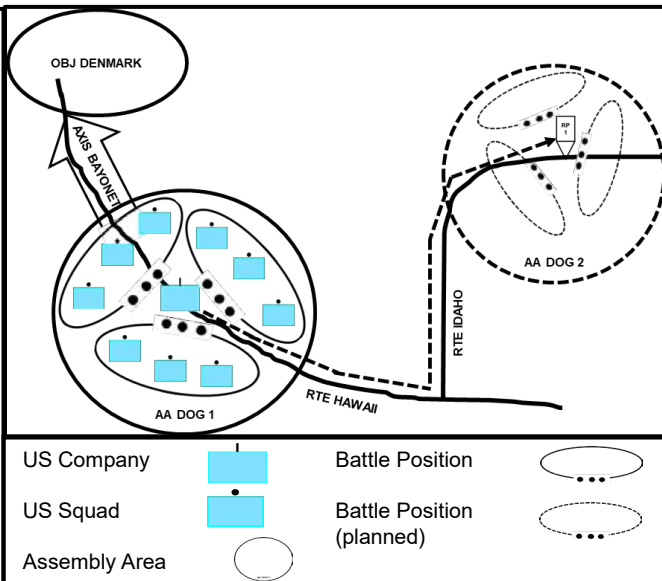 OBJ DENMARK
AXIS BAYONET
RP
1
AA DOG 2
RTE IDAHO
RTE HAWAII
AA DOG 1
US Company
Battle Position
US Squad
Battle Position
(planned)
Assembly Area